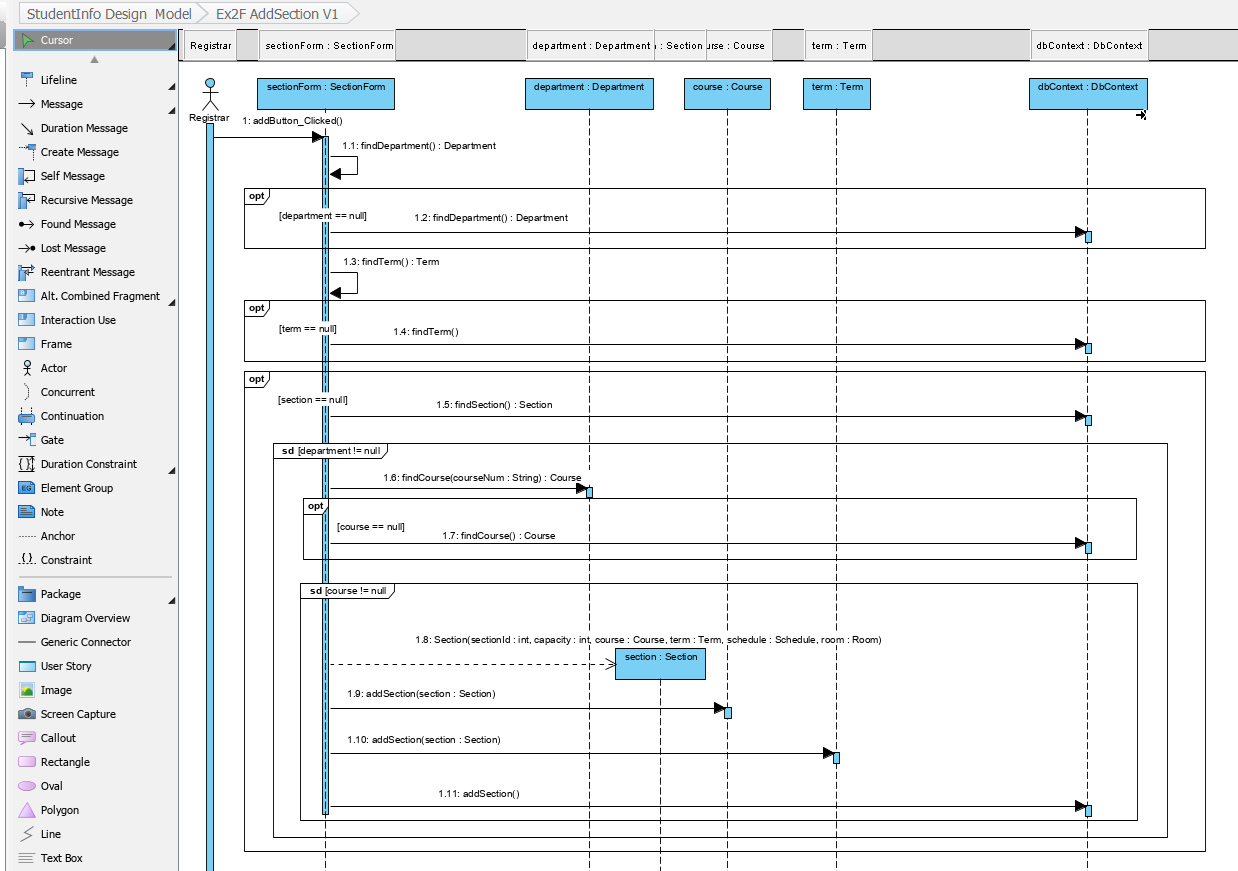 StudentInfo Design Model
Ex2F AddSection V1
Cursor
Lifeline
Message
Duration Message
Create Message
Self Message
Recursive Message
Found Message
Lost Message
Reentrant Message
Alt. Combined Fragment
Interaction Use
Frame
Actor
Concurrent
Continuation
Gate
Duration Constraint
Element Group
Note
Anchor
Constraint
Package
Diagram Overview
Generic Connector
User Story
Image
Screen Capture
Callout
Rectangle
Oval
Polygon
Line
Text Box
Registrar
sectionForm : SectionForm
department : Department
: Section
urse : Course
term : Term
dbContext : DbContext
Registrar
sectionForm : SectionForm
department : Department
course : Course
term : Term
dbContext : DbContext
1: addButton_Clicked()
1.1: findDepartment() : Department
opt
[department == null]
1.2: findDepartment() : Department
1.3: findTerm() : Term
opt
[term == null]
1.4: findTerm()
opt
[section == null]
1.5: findSection() : Section
sd [department != null
1.6: findCourse(courseNum : String) : Course
opt
[course == null]
1.7: findCourse() : Course
sd [course != null
1.8: Section(sectionId : int, capacity : int, course : Course, term : Term, schedule : Schedule, room : Room)
section : Section
1.9: addSection(section : Section)
1.10: addSection(section : Section)
1.11: addSection()